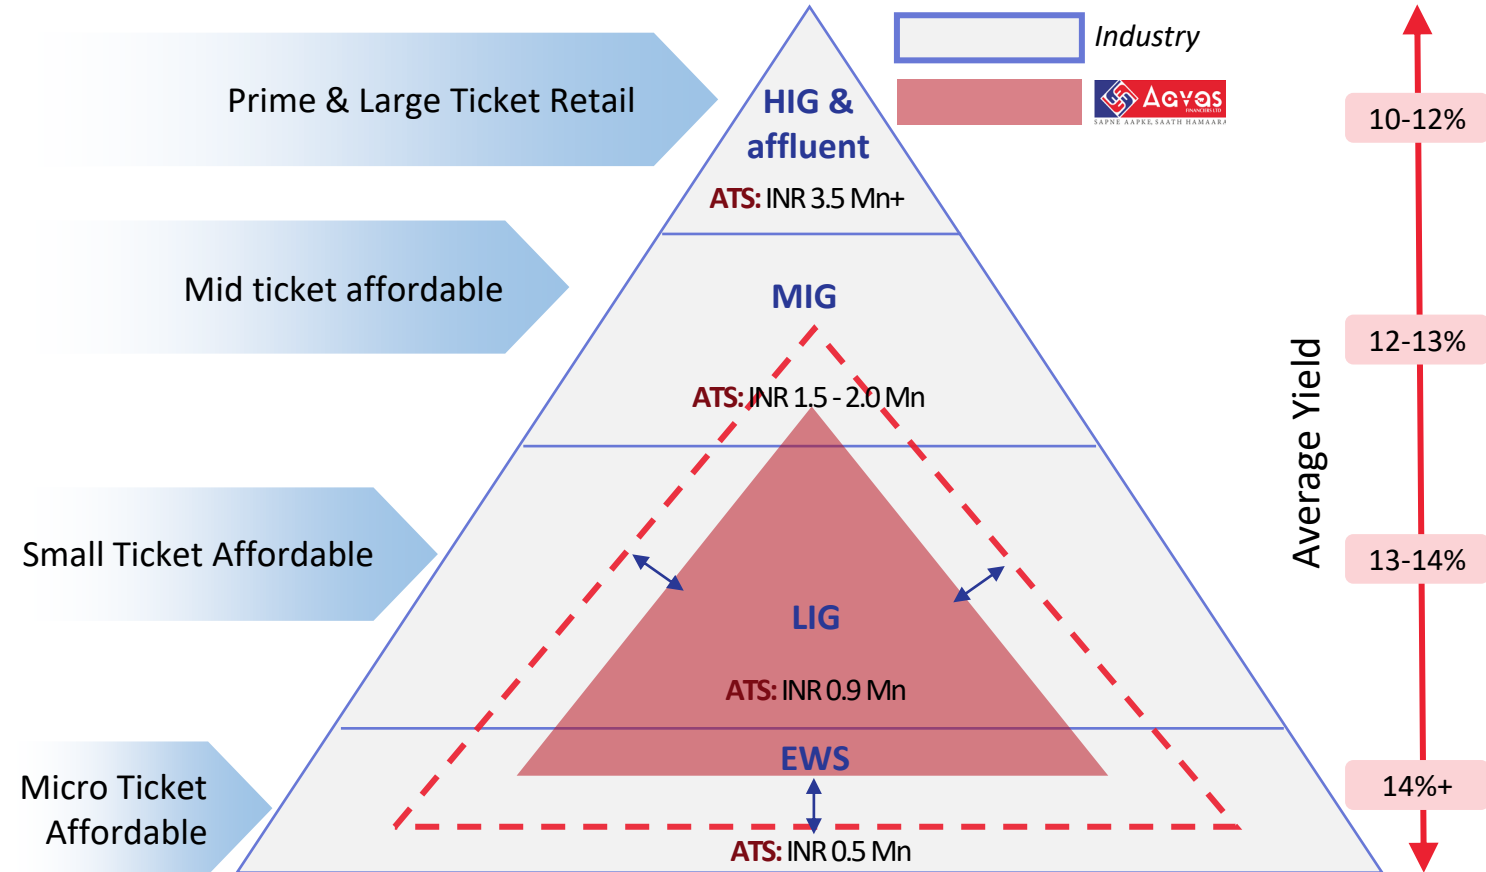 Industry
Aavas
FINANCIERS LTD
SAPNE AAPKE, SAATH HAMAARA
Prime & Large Ticket Retail
HIG &
affluent
ATS: INR 3.5 Mn+
10-12%
Mid ticket affordable
MIG
ATS: INR 1.5 - 2.0 Mn
12-13%
Average Yield
Small Ticket Affordable
LIG
ATS: INR 0.9 Mn
13-14%
Micro Ticket
Affordable
EWS
ATS: INR 0.5 Mn
14%+